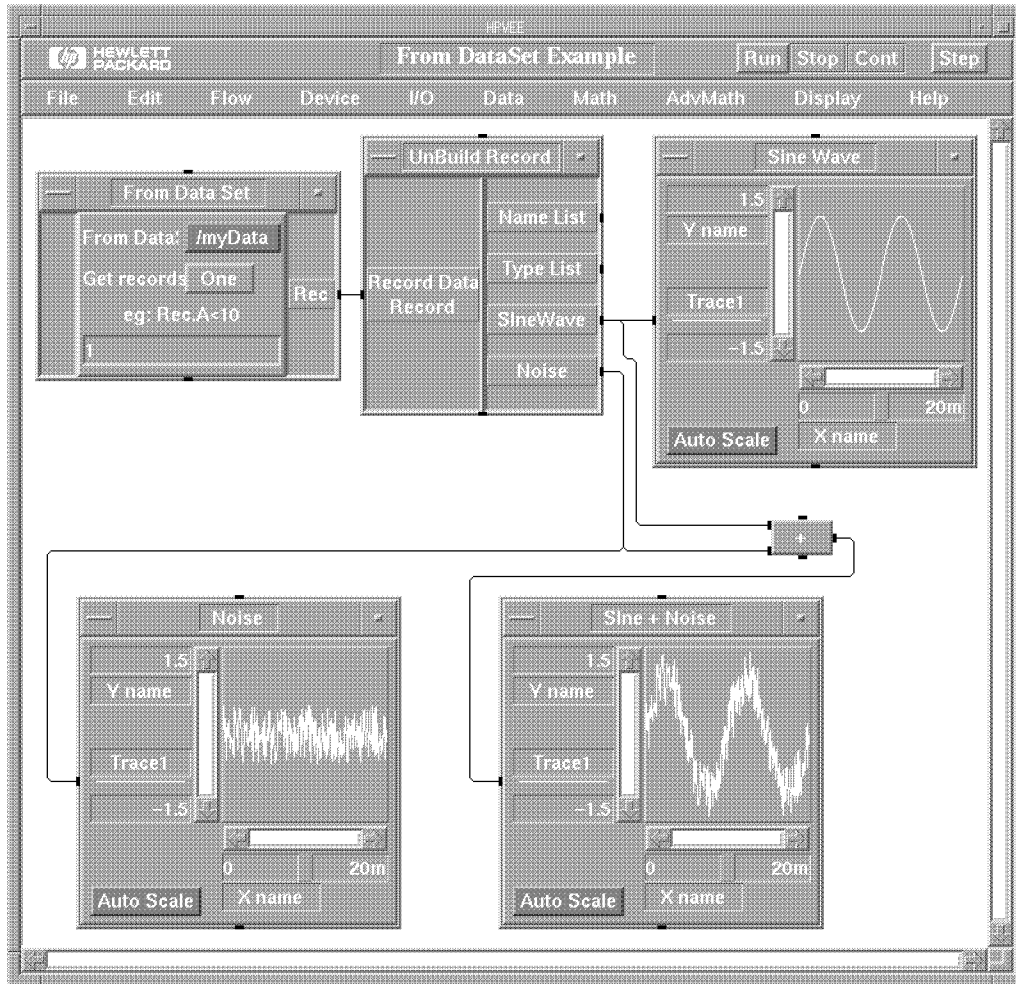 HPVEE
hp HEWLETT PACKARD
From DataSet Example
Run Stop Cont Step
File Edit Flow Device I/O Data Math AdvMath Display Help
From Data Set
From Data: /myData
Get records One
eg: Rec.A<10
1
Rec
UnBuild Record
Record Data
Record
Name List
Type List
SIneWave
Noise
Sine Wave
1.5
Y name
Trace1
-1.5
0 20m
Auto Scale X name
+
Noise
1.5
Y name
Trace1
-1.5
0 20m
Auto Scale X name
SIne + Noise
1.5
Y name
Trace1
-1.5
0 20m
Auto Scale X name